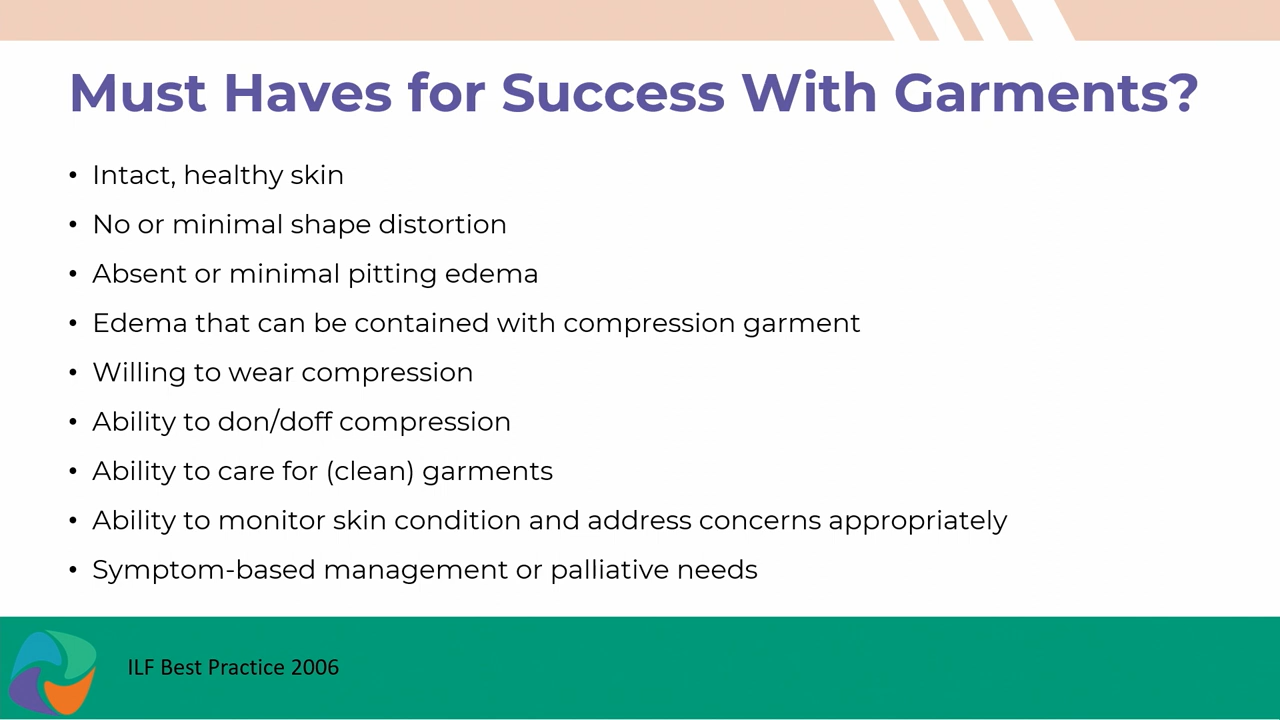 Must Haves for Success With Garments?
• Intact, healthy skin
• No or minimal shape distortion
• Absent or minimal pitting edema
• Edema that can be contained with compression garment
• Willing to wear compression
• Ability to don/doff compression
• Ability to care for (clean) garments
• Ability to monitor skin condition and address concerns appropriately
• Symptom-based management or palliative needs
ILF Best Practice 2006